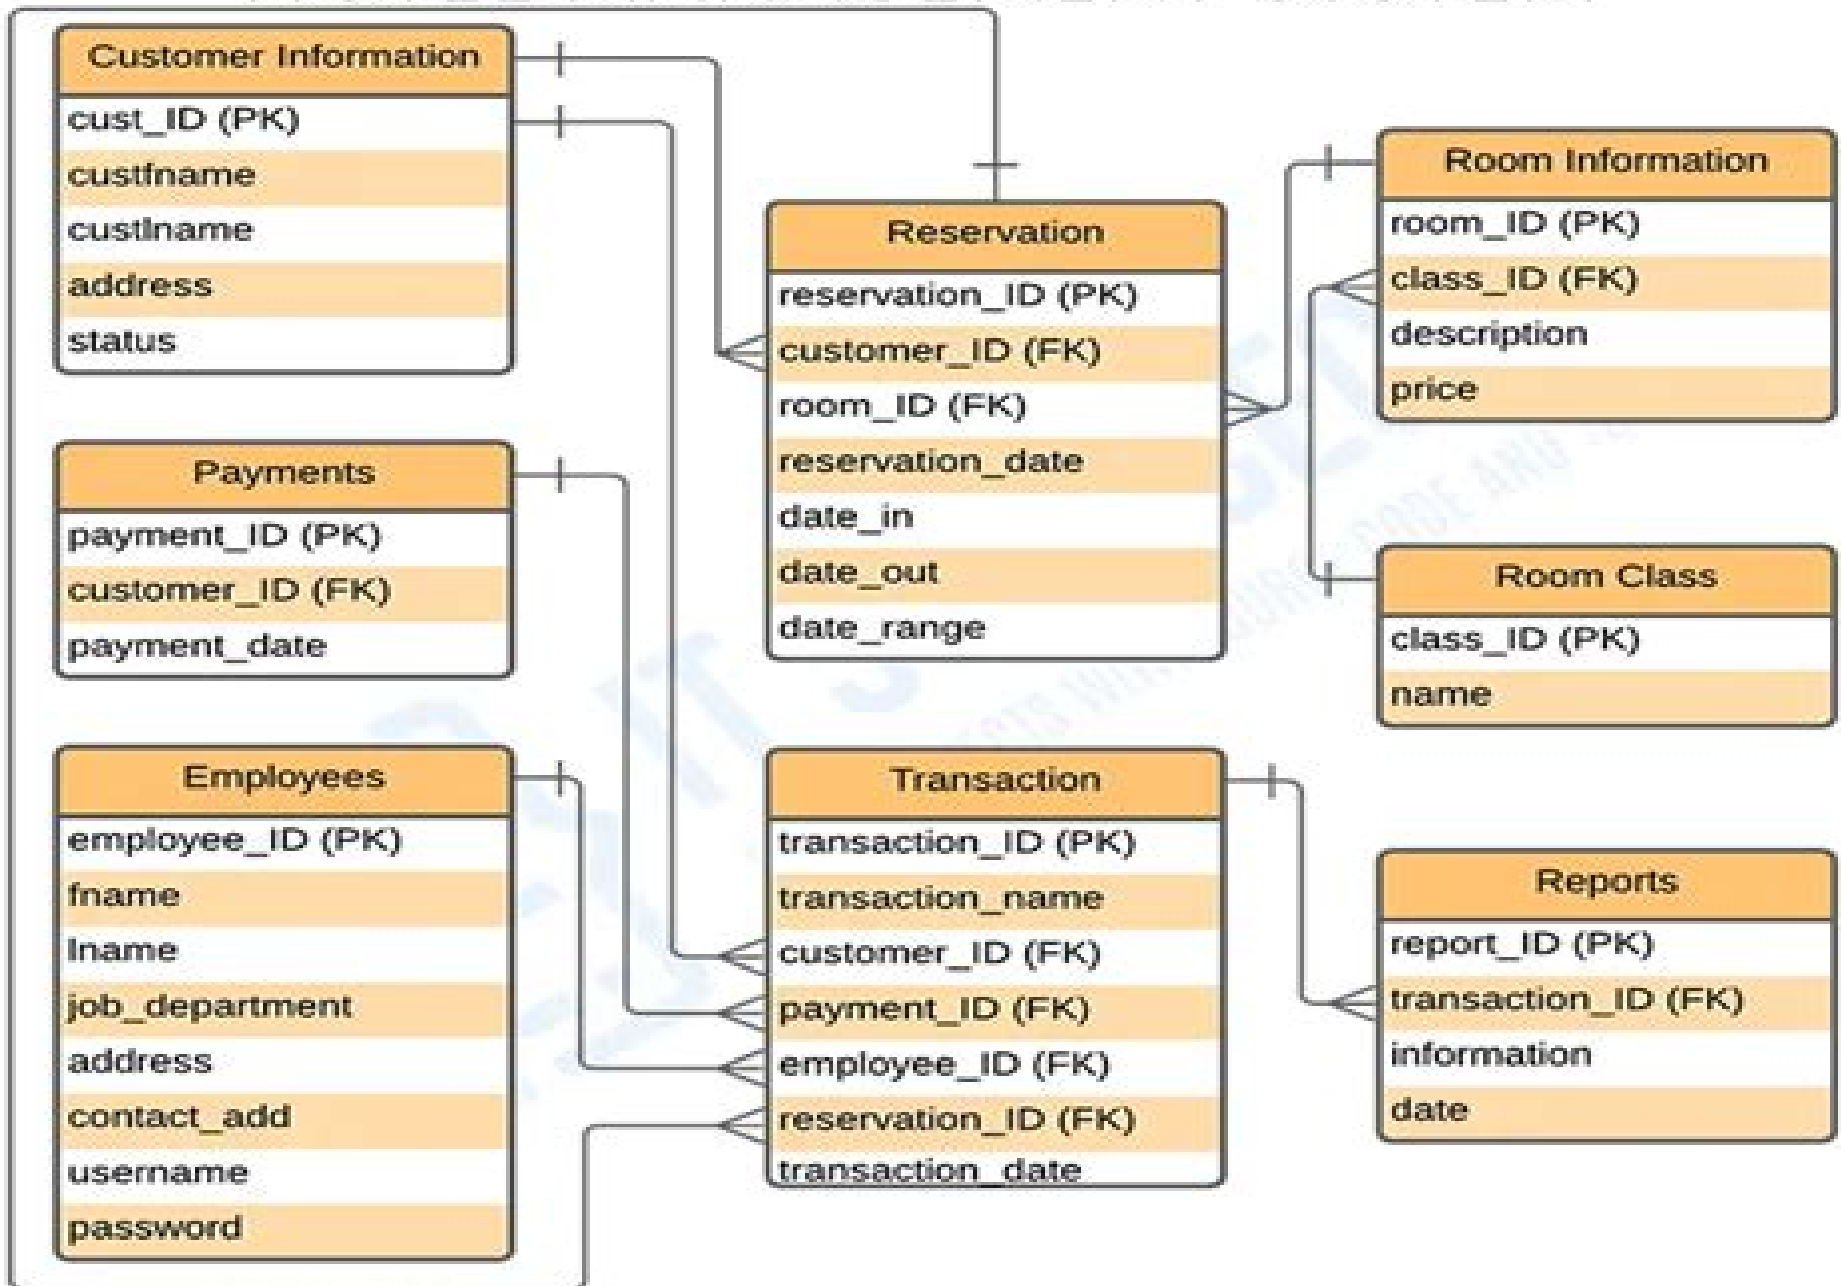 Customer Information
cust_ID (PK)
custfname
custlname
address
status
Payments
payment_ID (PK)
customer_ID (FK)
payment_date
Employees
employee_ID (PK)
fname
lname
job_department
address
contact_add
username
password
Reservation
reservation_ID (PK)
customer_ID (FK)
room_ID (FK)
reservation_date
date_in
date_out
date_range
Transaction
transaction_ID (PK)
transaction_name
customer_ID (FK)
payment_ID (FK)
employee_ID (FK)
reservation_ID (FK)
transaction_date
Room Information
room_ID (PK)
class_ID (FK)
description
price
Room Class
class_ID (PK)
name
Reports
report_ID (PK)
transaction_ID (FK)
information
date